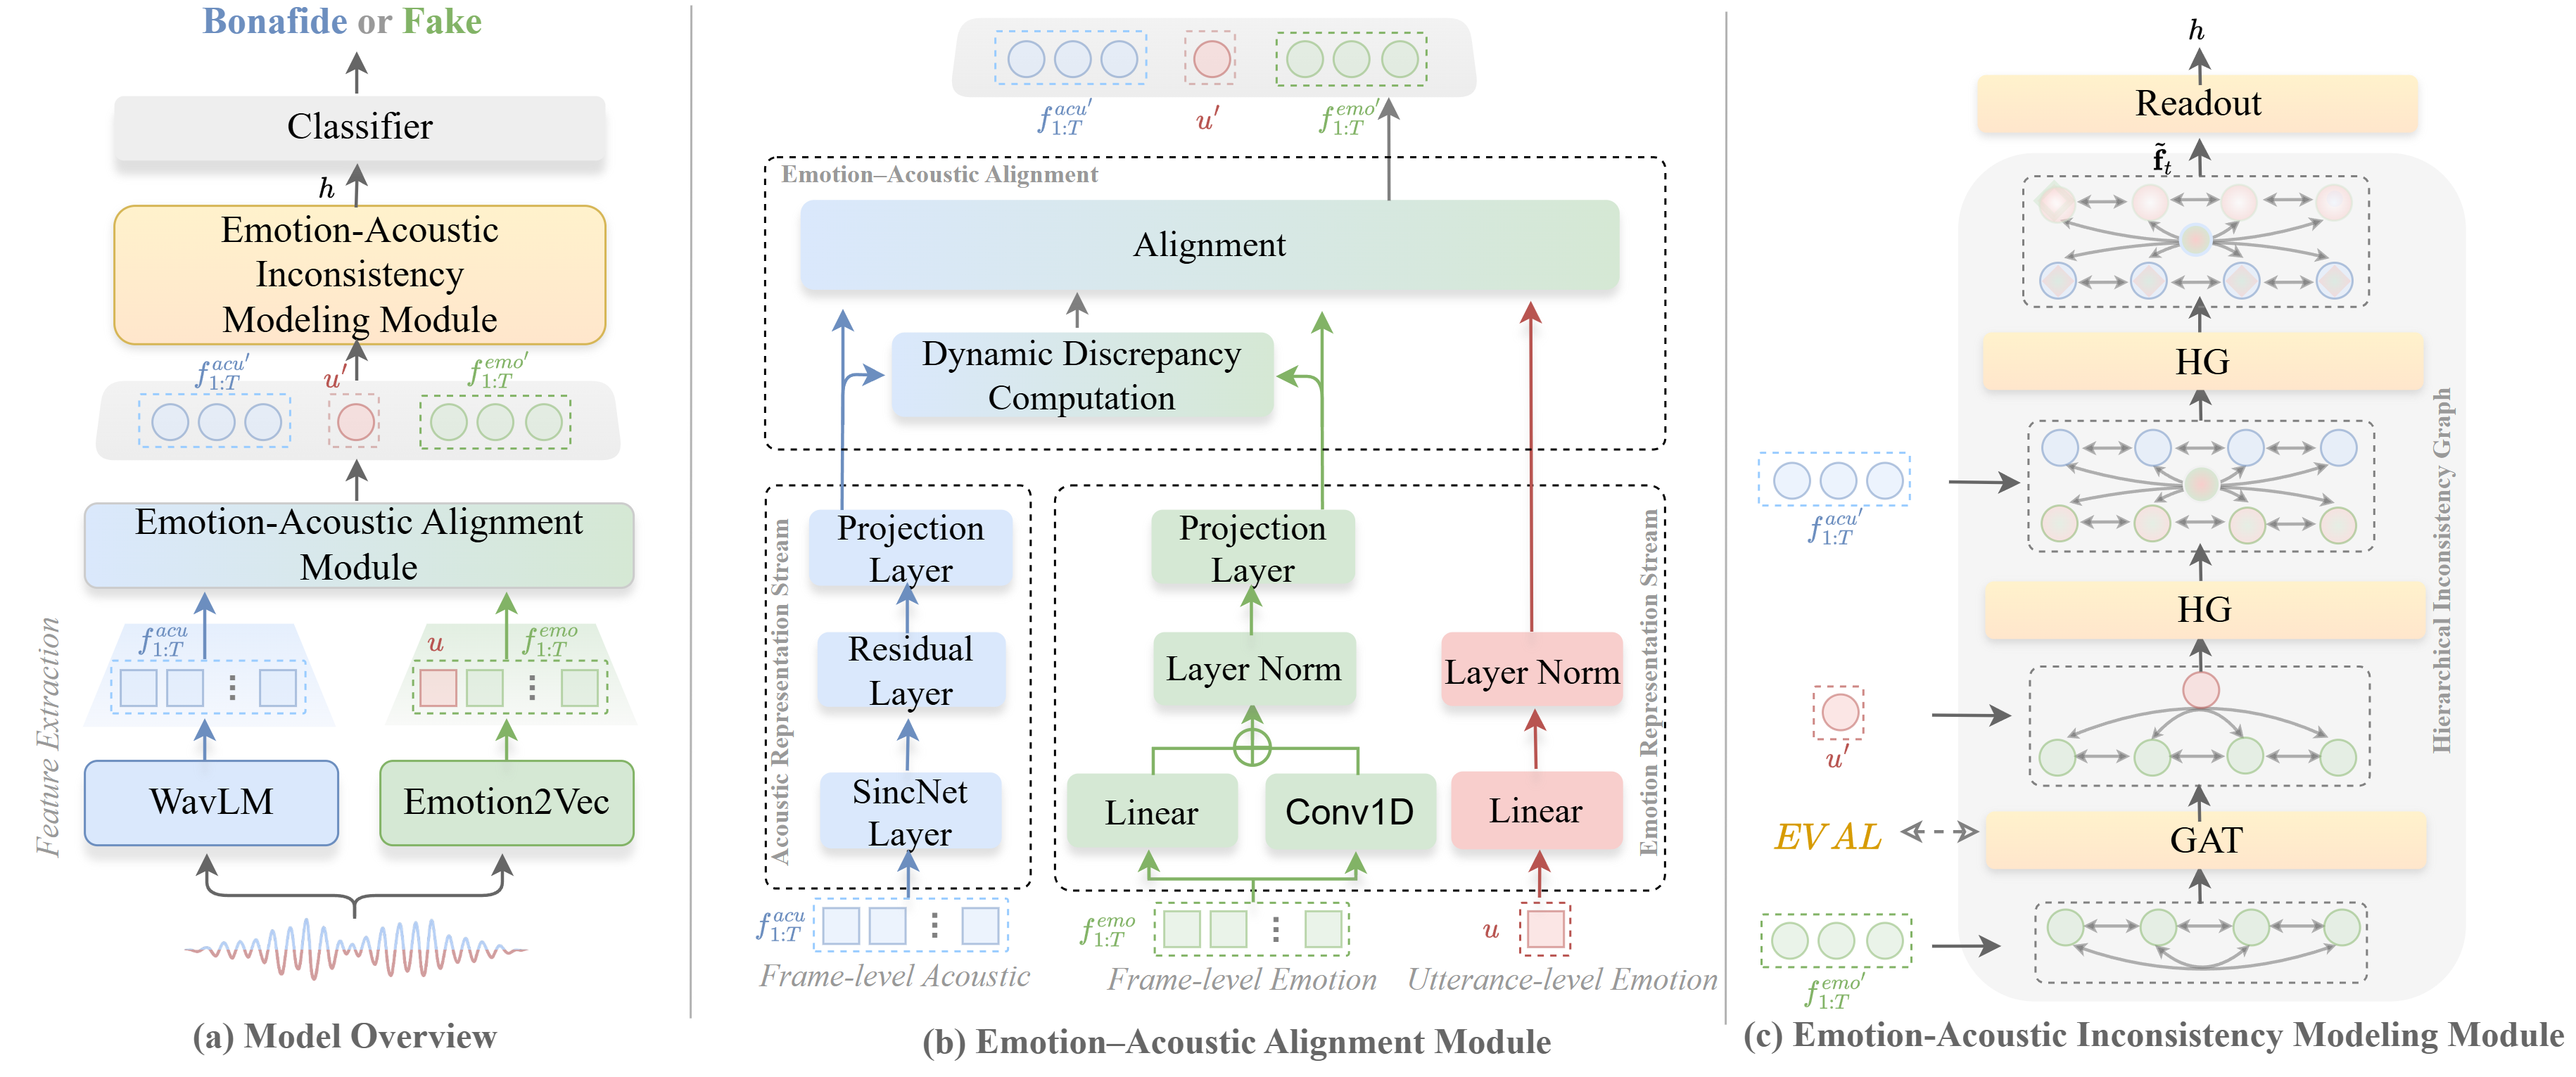 Bonafide or Fake
Classifier
h
Emotion-Acoustic
Inconsistency
Modeling Module
f_{1:T}^{acu'}
u'
f_{1:T}^{emo'}
Emotion-Acoustic Alignment
Module
f_{1:T}^{acu}
u
f_{1:T}^{emo}
Feature Extraction
WavLM
Emotion2Vec
(a) Model Overview
f_{1:T}^{acu'}
u'
f_{1:T}^{emo'}
Emotion–Acoustic Alignment
Alignment
Dynamic Discrepancy
Computation
Acoustic Representation Stream
Projection
Layer
Residual
Layer
SincNet
Layer
Projection
Layer
Layer Norm
Linear
Conv1D
Layer Norm
Linear
Emotion Representation Stream
f_{1:T}^{acu}
f_{1:T}^{emo}
u
Frame-level Acoustic
Frame-level Emotion
Utterance-level Emotion
(b) Emotion–Acoustic Alignment Module
h
Readout
f̃_t
HG
f_{1:T}^{acu'}
HG
u'
EVAL
GAT
f_{1:T}^{emo'}
Hierarchical Inconsistency Graph
(c) Emotion-Acoustic Inconsistency Modeling Module